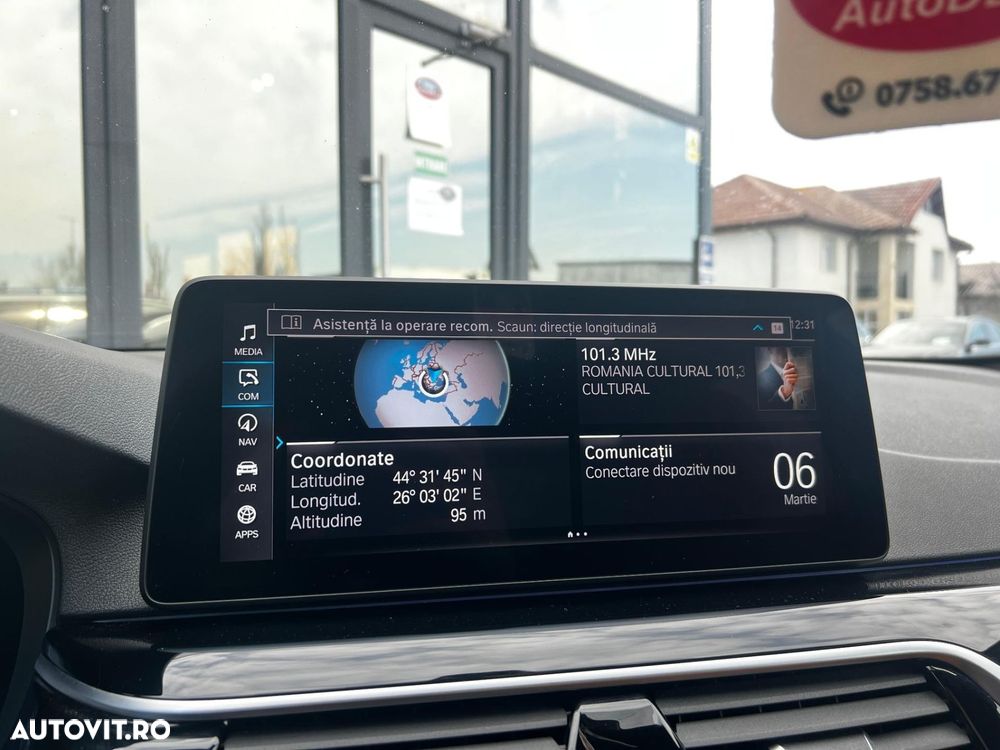 AutoD
0758.67
Asistență la operare recom. Scaun: direcție longitudinală
14
12:31
MEDIA
COM
NAV
CAR
APPS
101.3 MHz
ROMANIA CULTURAL 101,3
CULTURAL
Coordonate
Latitudine 44° 31' 45" N
Longitud. 26° 03' 02" E
Altitudine 95 m
Comunicații
Conectare dispozitiv nou
06
Martie
AUTOVIT.RO